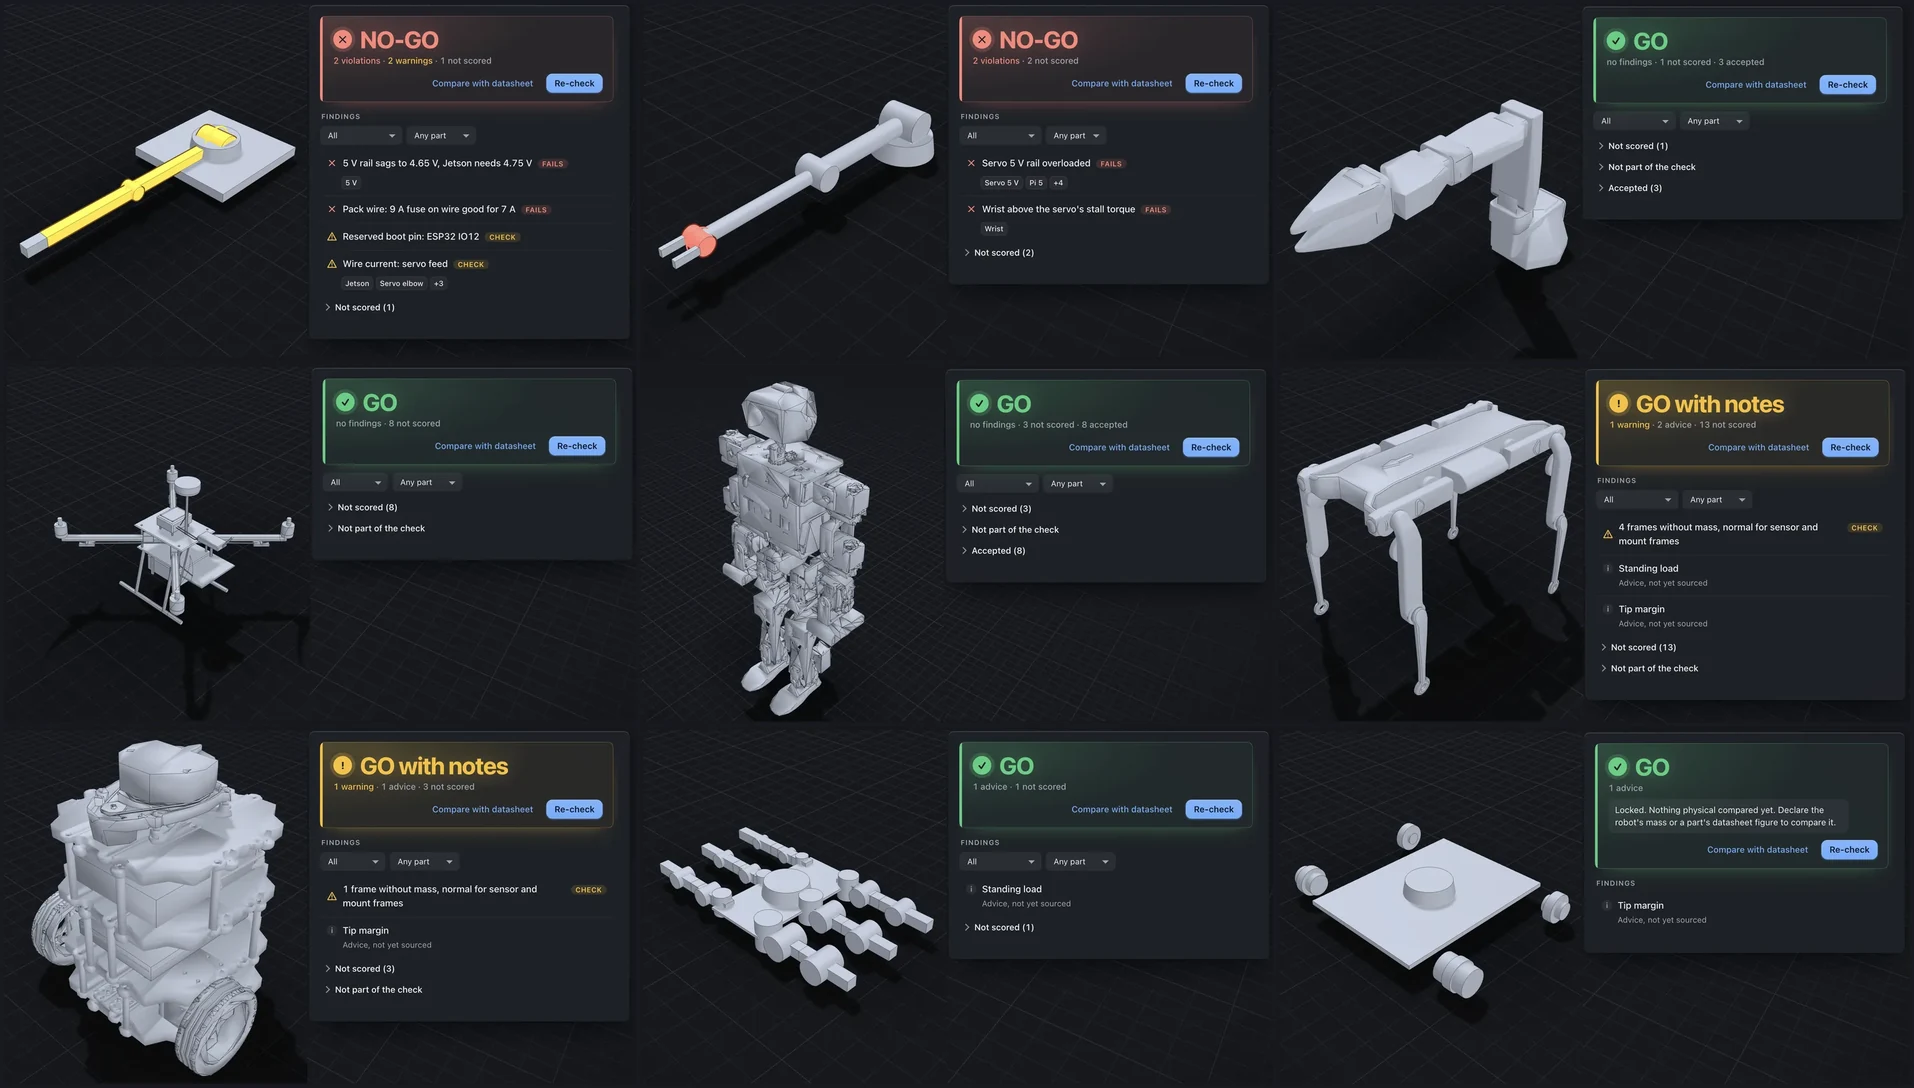 NO-GO
2 violations · 2 warnings · 1 not scored
Compare with datasheet
Re-check
FINDINGS
All
Any part
5 V rail sags to 4.65 V, Jetson needs 4.75 V FAILS
5 V
Pack wire: 9 A fuse on wire good for 7 A FAILS
Reserved boot pin: ESP32 IO12 CHECK
Wire current: servo feed CHECK
Jetson Servo elbow +3
Not scored (1)
NO-GO
2 violations · 2 not scored
Compare with datasheet
Re-check
FINDINGS
All
Any part
Servo 5 V rail overloaded FAILS
Servo 5 V Pi 5 +4
Wrist above the servo's stall torque FAILS
Wrist
Not scored (2)
GO
no findings · 1 not scored · 3 accepted
Compare with datasheet
Re-check
All
Any part
Not scored (1)
Not part of the check
Accepted (3)
GO
no findings · 8 not scored
Compare with datasheet
Re-check
All
Any part
Not scored (8)
Not part of the check
GO
no findings · 3 not scored · 8 accepted
Compare with datasheet
Re-check
All
Any part
Not scored (3)
Not part of the check
Accepted (8)
GO with notes
1 warning · 2 advice · 13 not scored
Compare with datasheet
Re-check
FINDINGS
All
Any part
4 frames without mass, normal for sensor and CHECK
mount frames
Standing load
Advice, not yet sourced
Tip margin
Advice, not yet sourced
Not scored (13)
Not part of the check
GO with notes
1 warning · 1 advice · 3 not scored
Compare with datasheet
Re-check
FINDINGS
All
Any part
1 frame without mass, normal for sensor and CHECK
mount frames
Tip margin
Advice, not yet sourced
Not scored (3)
Not part of the check
GO
1 advice · 1 not scored
Compare with datasheet
Re-check
FINDINGS
All
Any part
Standing load
Advice, not yet sourced
Not scored (1)
GO
1 advice
Locked. Nothing physical compared yet. Declare the
robot's mass or a part's datasheet figure to compare it.
Compare with datasheet
Re-check
FINDINGS
Tip margin
Advice, not yet sourced